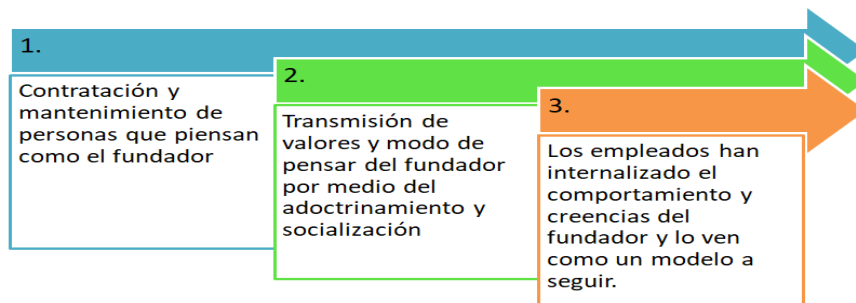 1.
Contratación y
mantenimiento de
personas que piensan
como el fundador
2.
Transmisión de
valores y modo de
pensar del fundador
por medio del
adoctrinamiento y
socialización
3.
Los empleados han
internalizado el
comportamiento y
creencias del
fundador y lo ven
como un modelo a
seguir.